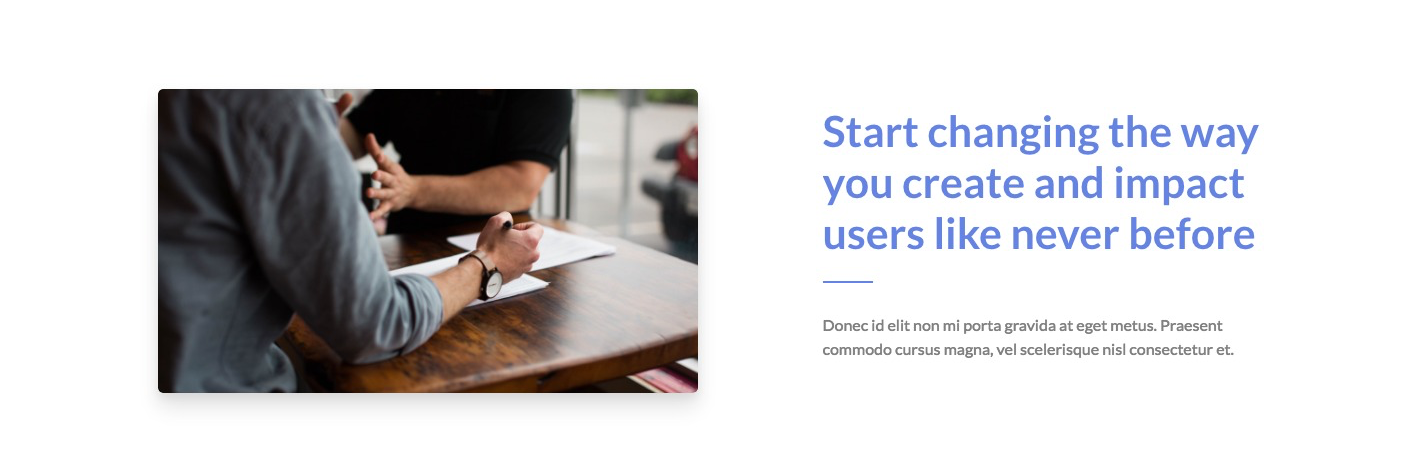 Start changing the way
you create and impact
users like never before
Donec id elit non mi porta gravida at eget metus. Praesent
commodo cursus magna, vel scelerisque nisl consectetur et.